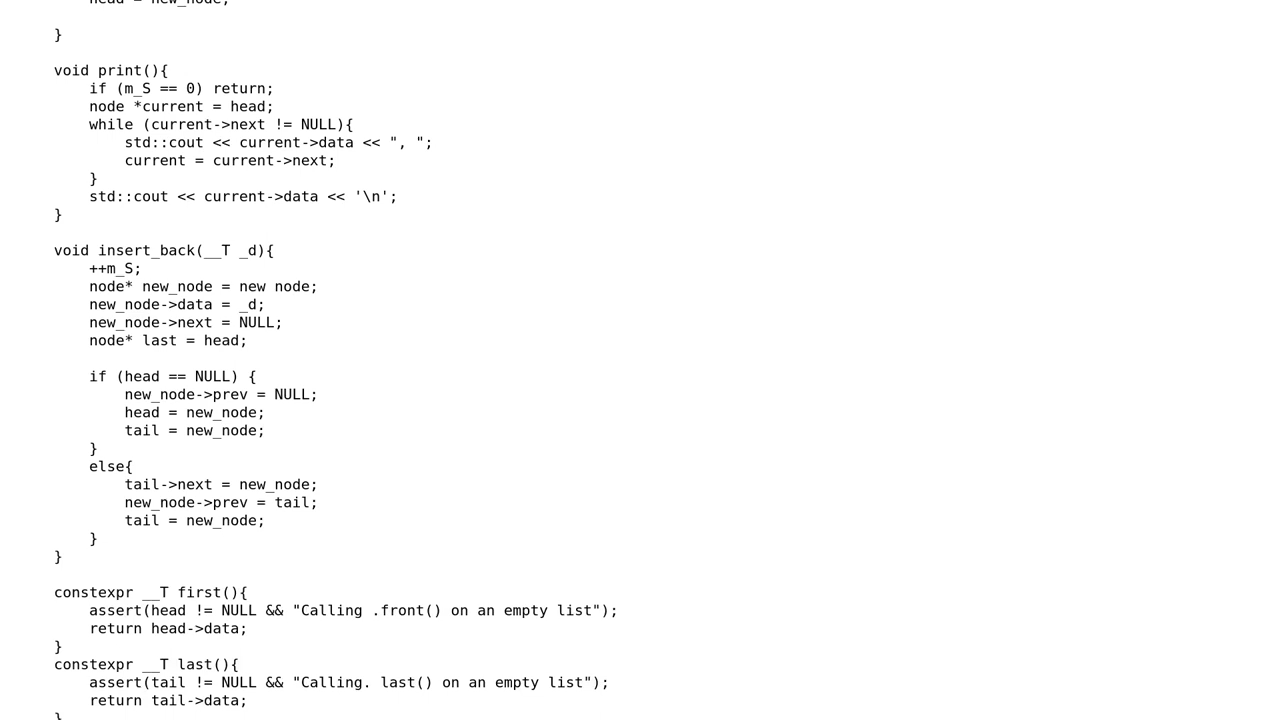 head = new_node;

    }

    void print(){
        if (m_S == 0) return;
        node *current = head;
        while (current->next != NULL){
            std::cout << current->data << ", ";
            current = current->next;
        }
        std::cout << current->data << '\n';
    }

    void insert_back(__T _d){
        ++m_S;
        node* new_node = new node;
        new_node->data = _d;
        new_node->next = NULL;
        node* last = head;

        if (head == NULL) {
            new_node->prev = NULL;
            head = new_node;
            tail = new_node;
        }
        else{
            tail->next = new_node;
            new_node->prev = tail;
            tail = new_node;
        }
    }

    constexpr __T first(){
        assert(head != NULL && "Calling .front() on an empty list");
        return head->data;
    }
    constexpr __T last(){
        assert(tail != NULL && "Calling. last() on an empty list");
        return tail->data;
    }